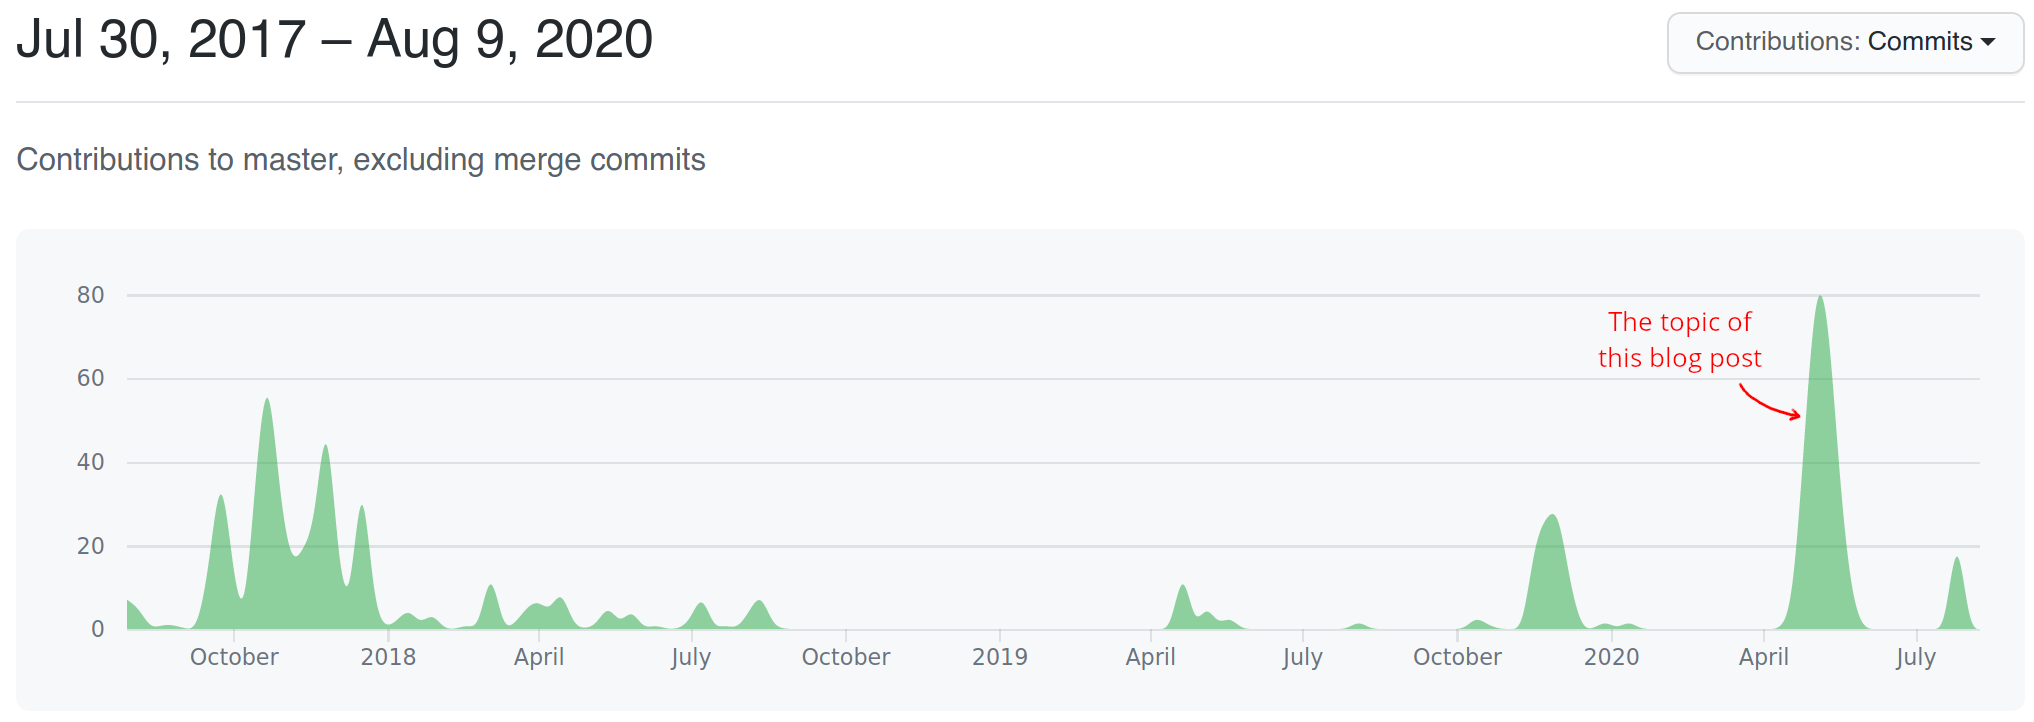 Jul 30, 2017 – Aug 9, 2020
Contributions: Commits
Contributions to master, excluding merge commits
80
60
40
20
0
The topic of
this blog post
October 2018 April July October 2019 April July October 2020 April July